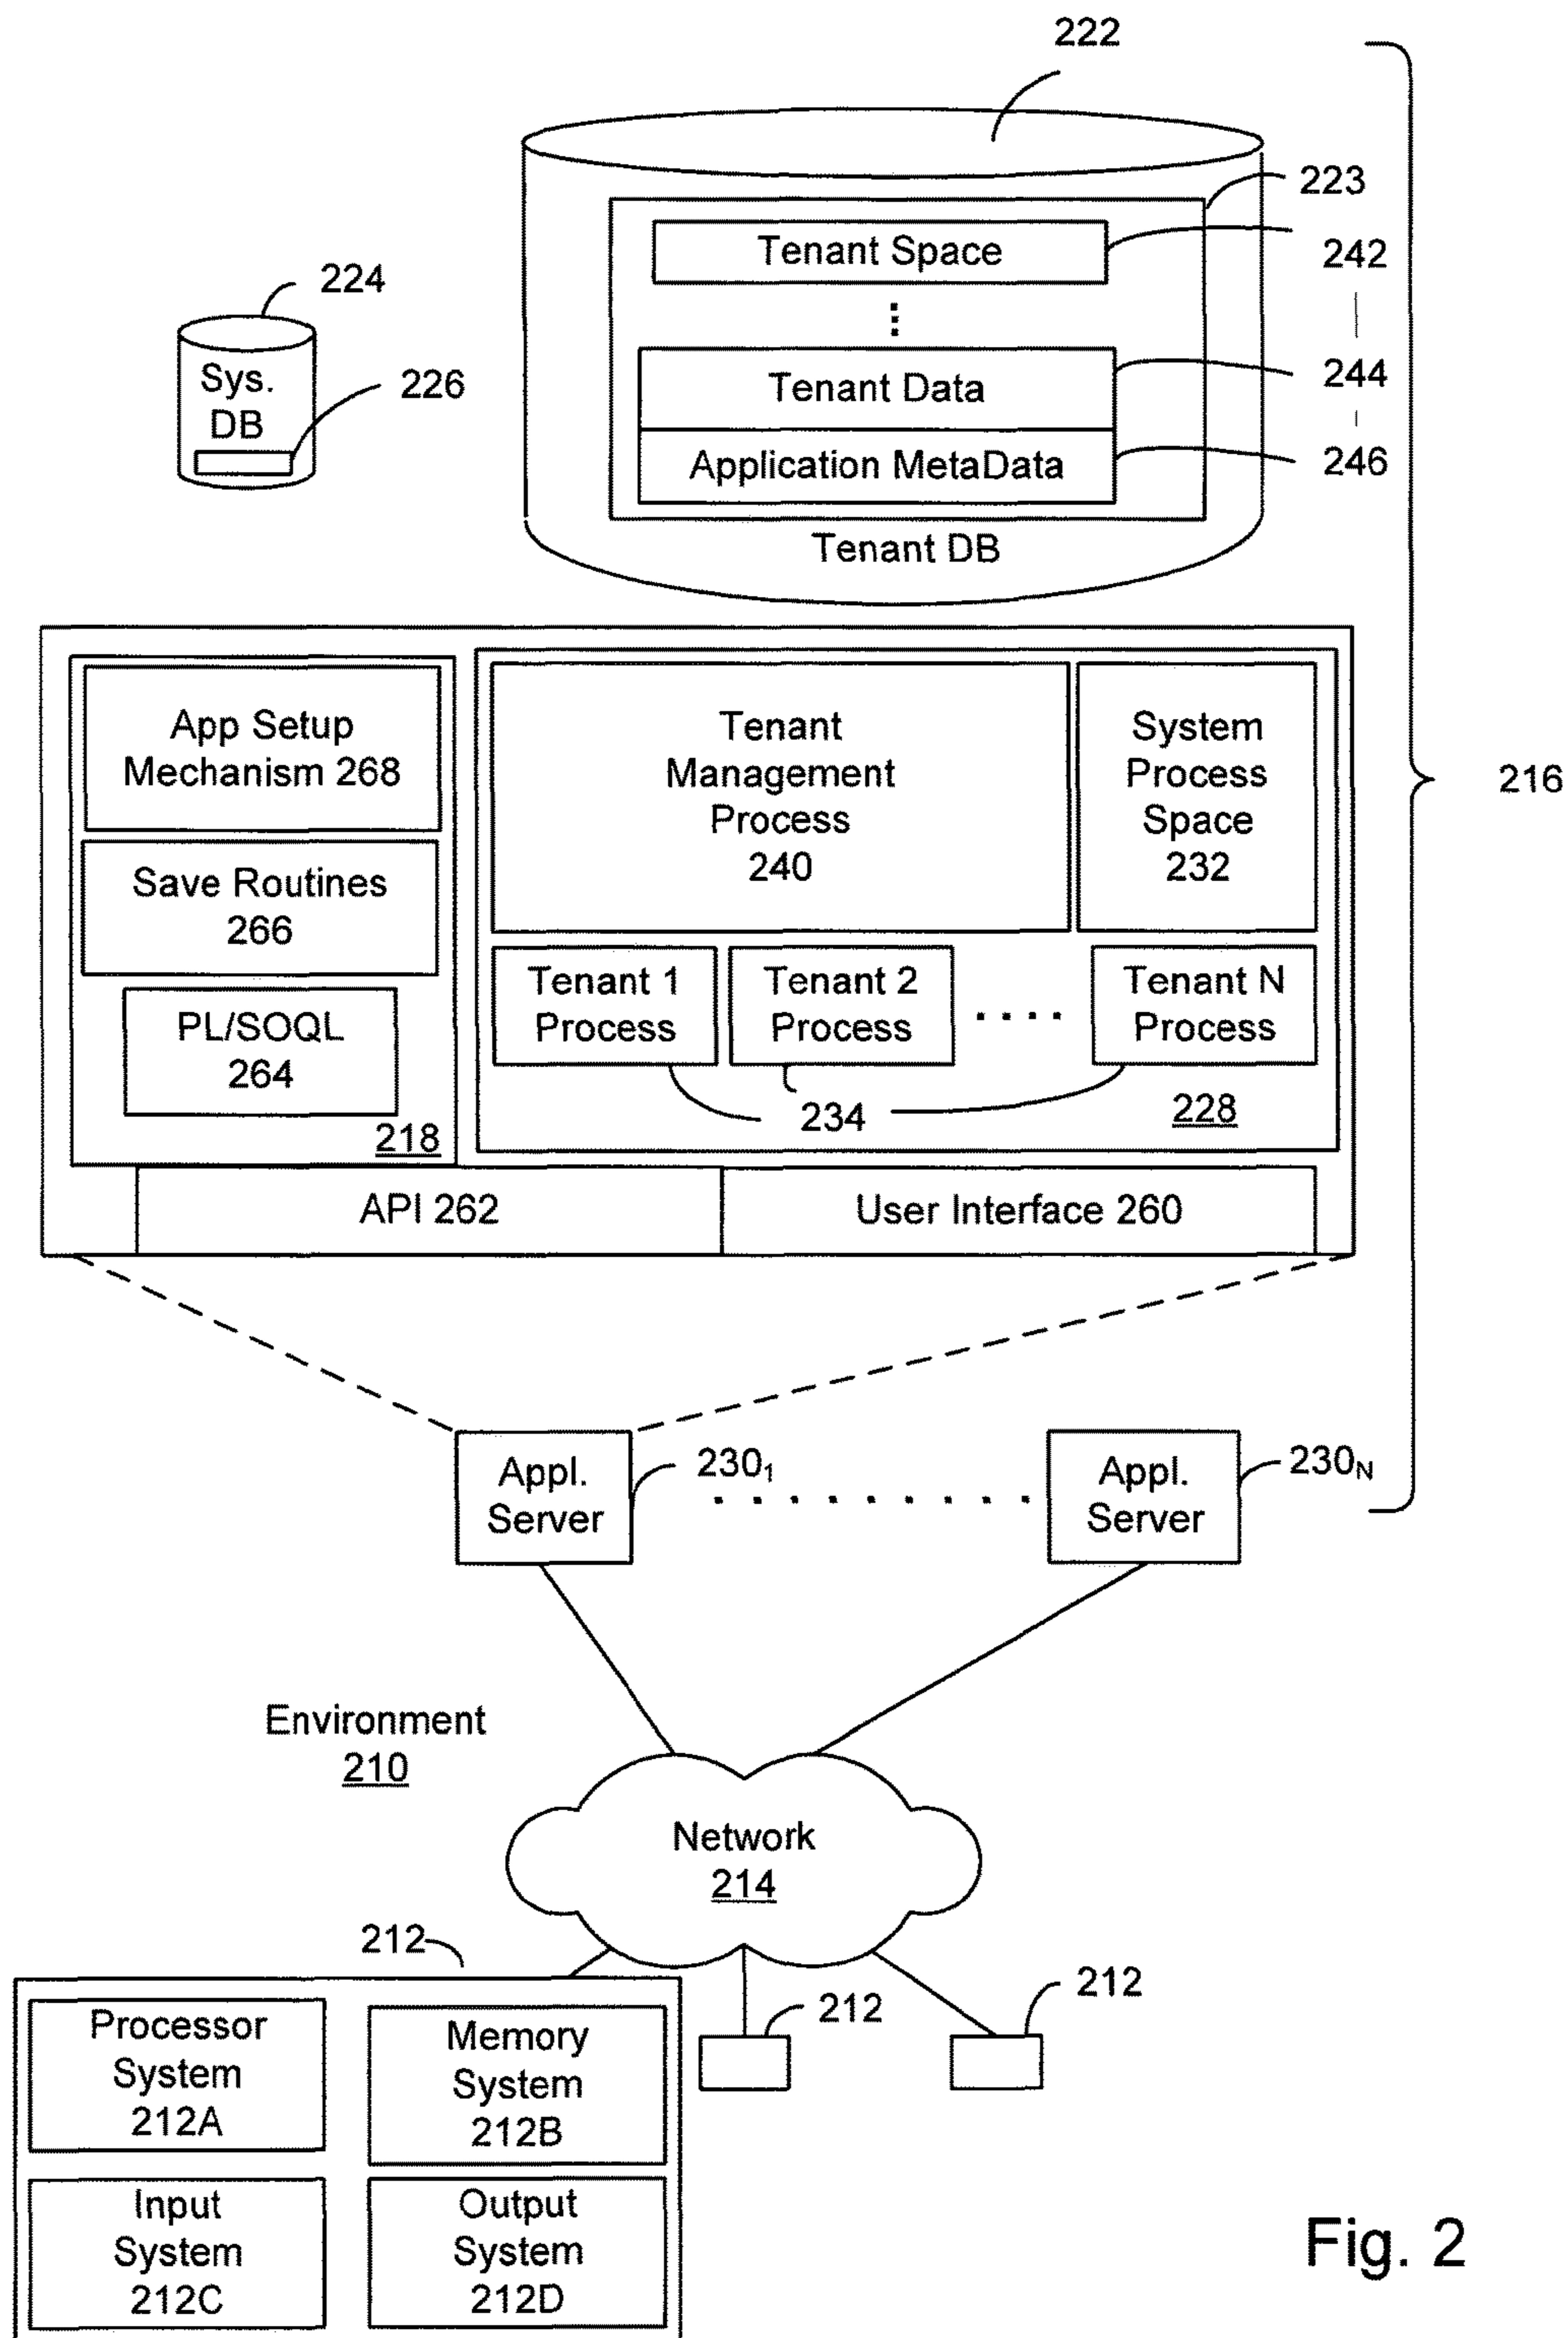 222
223
Tenant Space
242
224
Sys.
DB
226
Tenant Data
244
Application MetaData
246
Tenant DB
App Setup
Mechanism 268
Save Routines
266
PL/SOQL
264
218
Tenant
Management
Process
240
System
Process
Space
232
216
Tenant 1
Process
Tenant 2
Process
Tenant N
Process
234
228
API 262
User Interface 260
Appl.
Server
230₁
Appl.
Server
230N
Environment
210
Network
214
212
212
212
Processor
System
212A
Memory
System
212B
Input
System
212C
Output
System
212D
Fig. 2